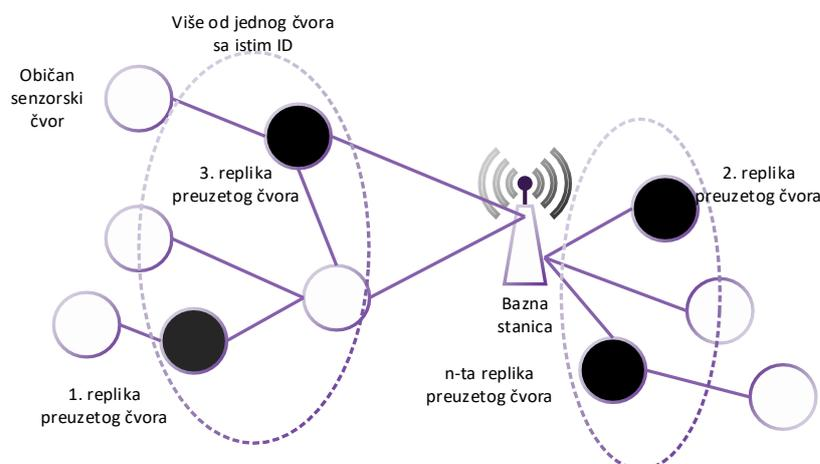 Više od jednog čvora
sa istim ID
Običan
senzorski
čvor
3. replika
preuzetog čvora
2. replika
preuzetog čvora
Bazna
stanica
n-ta replika
preuzetog čvora
1. replika
preuzetog čvora